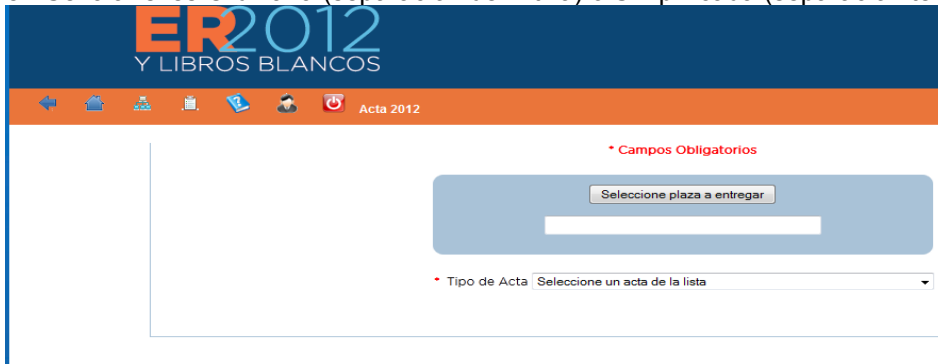 ER2012
Y LIBROS BLANCOS
Acta 2012
* Campos Obligatorios
Seleccione plaza a entregar
* Tipo de Acta Seleccione un acta de la lista